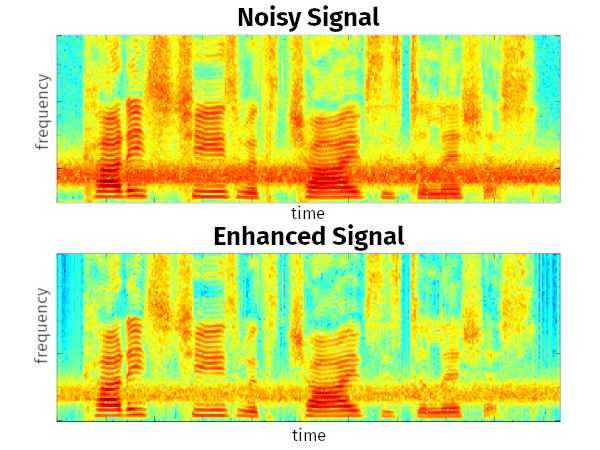 Noisy Signal
frequency
time
Enhanced Signal
frequency
time